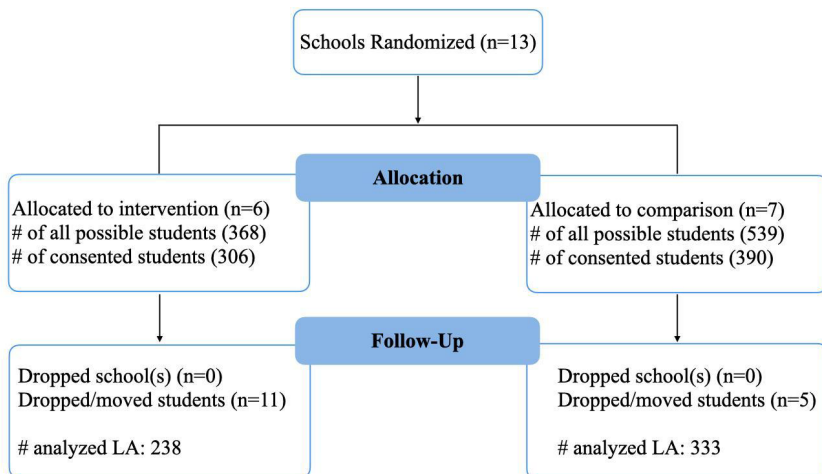 Schools Randomized (n=13)
Allocation
Allocated to intervention (n=6)
# of all possible students (368)
# of consented students (306)
Allocated to comparison (n=7)
# of all possible students (539)
# of consented students (390)
Follow-Up
Dropped school(s) (n=0)
Dropped/moved students (n=11)
# analyzed LA: 238
Dropped school(s) (n=0)
Dropped/moved students (n=5)
# analyzed LA: 333